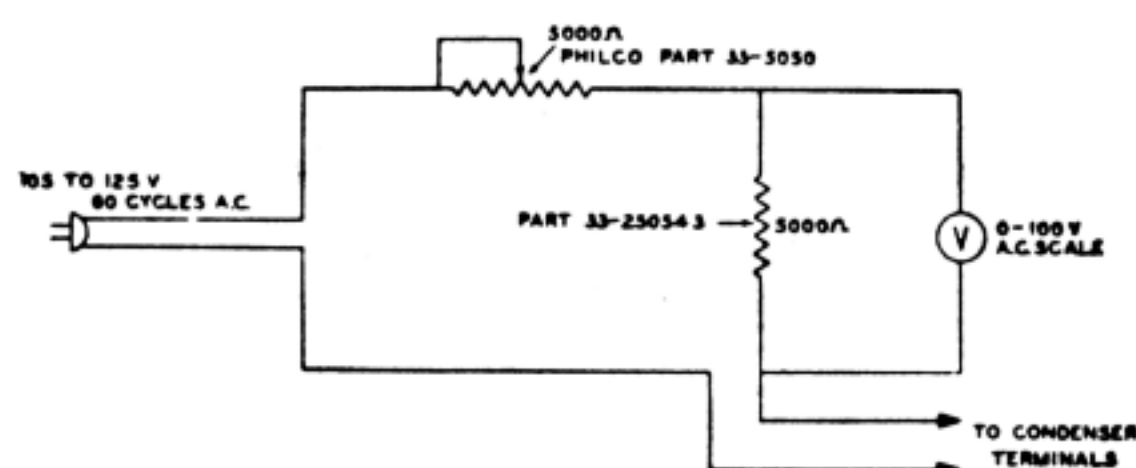 5000Ω
PHILCO PART 33-5050
105 TO 125 V
60 CYCLES A.C.
PART 33-250543
5000Ω
V
0-100 V
A.C. SCALE
TO CONDENSER
TERMINALS